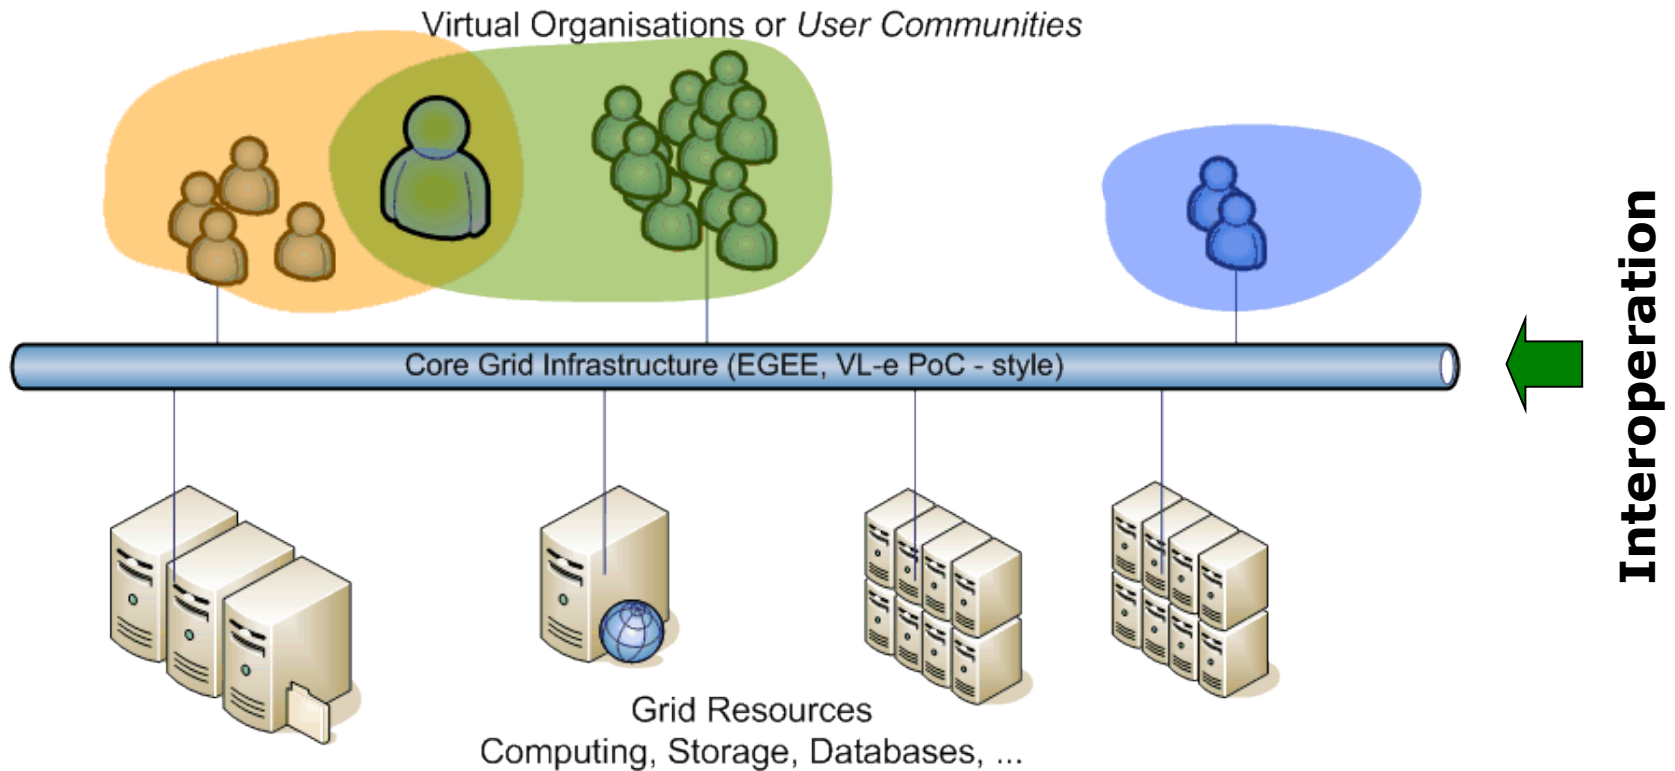 Virtual Organisations or User Communities
Core Grid Infrastructure (EGEE, VL-e PoC - style)
Interoperation
Grid Resources
Computing, Storage, Databases, ...